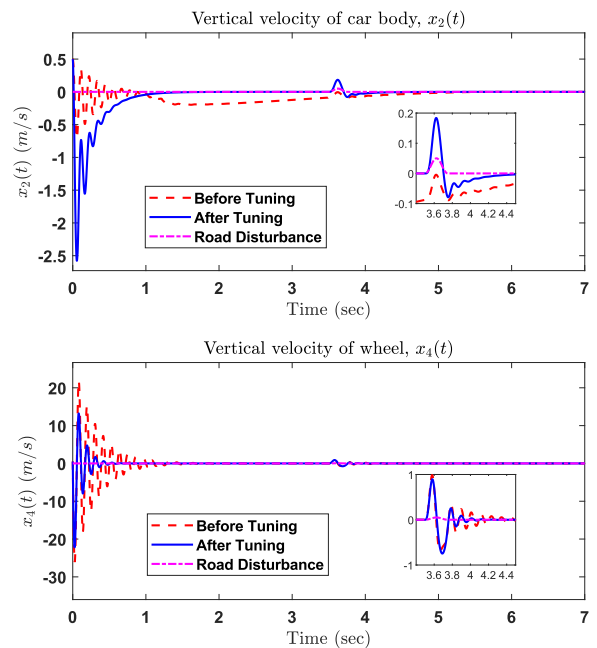 Vertical velocity of car body, x₂(t)
x₂(t) (m/s)
0.5
0
-0.5
-1
-1.5
-2
-2.5
0.2
0.1
0
-0.1
3.6 3.8 4 4.2 4.4
Before Tuning
After Tuning
Road Disturbance
0 1 2 3 4 5 6 7
Time (sec)
Vertical velocity of wheel, x₄(t)
x₄(t) (m/s)
20
10
0
-10
-20
-30
1
0
-1
3.6 3.8 4 4.2 4.4
Before Tuning
After Tuning
Road Disturbance
0 1 2 3 4 5 6 7
Time (sec)